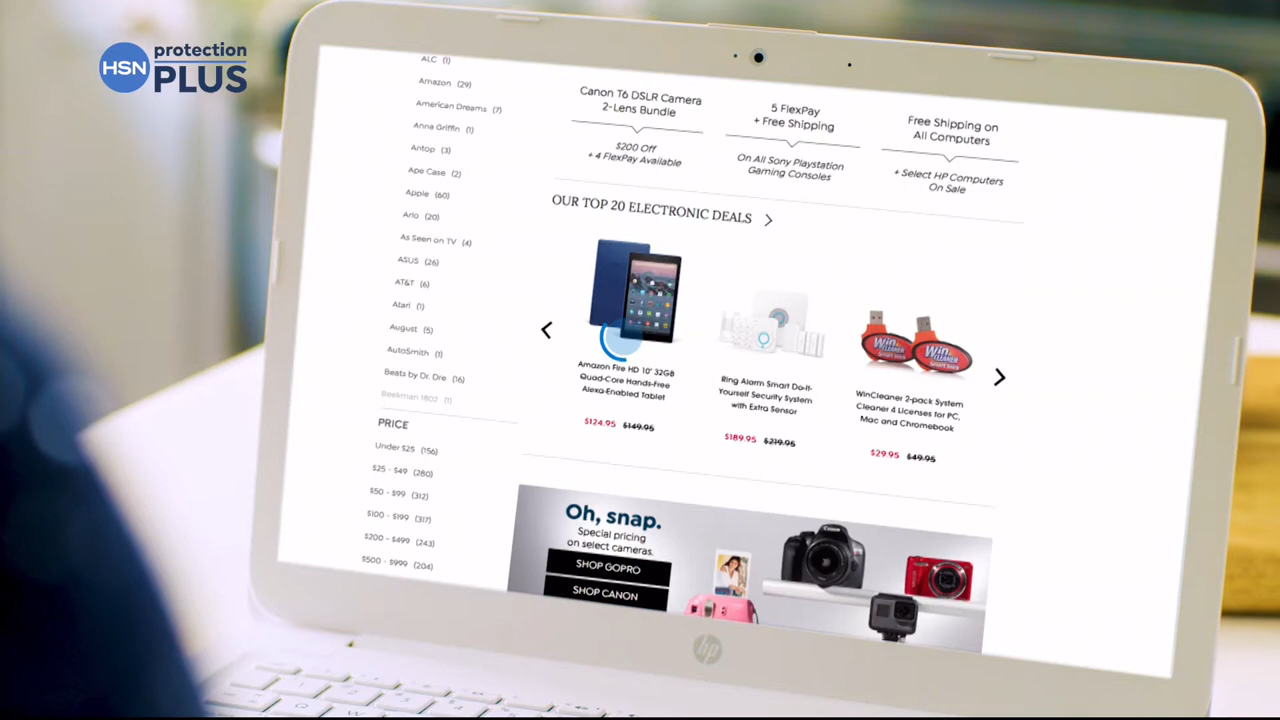 HSN
protection
PLUS
ALC (1)
Amazon (29)
American Dreams (7)
Anna Griffin (1)
Antop (3)
Ape Case (2)
Apple (60)
Arlo (20)
As Seen on TV (4)
ASUS (26)
AT&T (6)
Atari (1)
August (5)
AutoSmith (1)
Beats by Dr. Dre (16)
Beekman 1802 (1)
PRICE
Under $25 (156)
$25 - $49 (280)
$50 - $99 (312)
$100 - $199 (317)
$200 - $499 (243)
$500 - $999 (204)
Canon T6 DSLR Camera
2-Lens Bundle
$200 Off
+ 4 FlexPay Available
5 FlexPay
+ Free Shipping
On All Sony Playstation
Gaming Consoles
Free Shipping on
All Computers
+ Select HP Computers
On Sale
OUR TOP 20 ELECTRONIC DEALS
Amazon Fire HD 10" 32GB
Quad-Core Hands-Free
Alexa-Enabled Tablet
$124.95 $149.95
Ring Alarm Smart Do-It-
Yourself Security System
with Extra Sensor
$189.95 $219.95
Win
CLEANER
Win
CLEANER
WinCleaner 2-pack System
Cleaner 4 Licenses for PC,
Mac and Chromebook
$29.95 $49.95
Oh, snap.
Special pricing
on select cameras.
SHOP GOPRO
SHOP CANON
Canon
hp